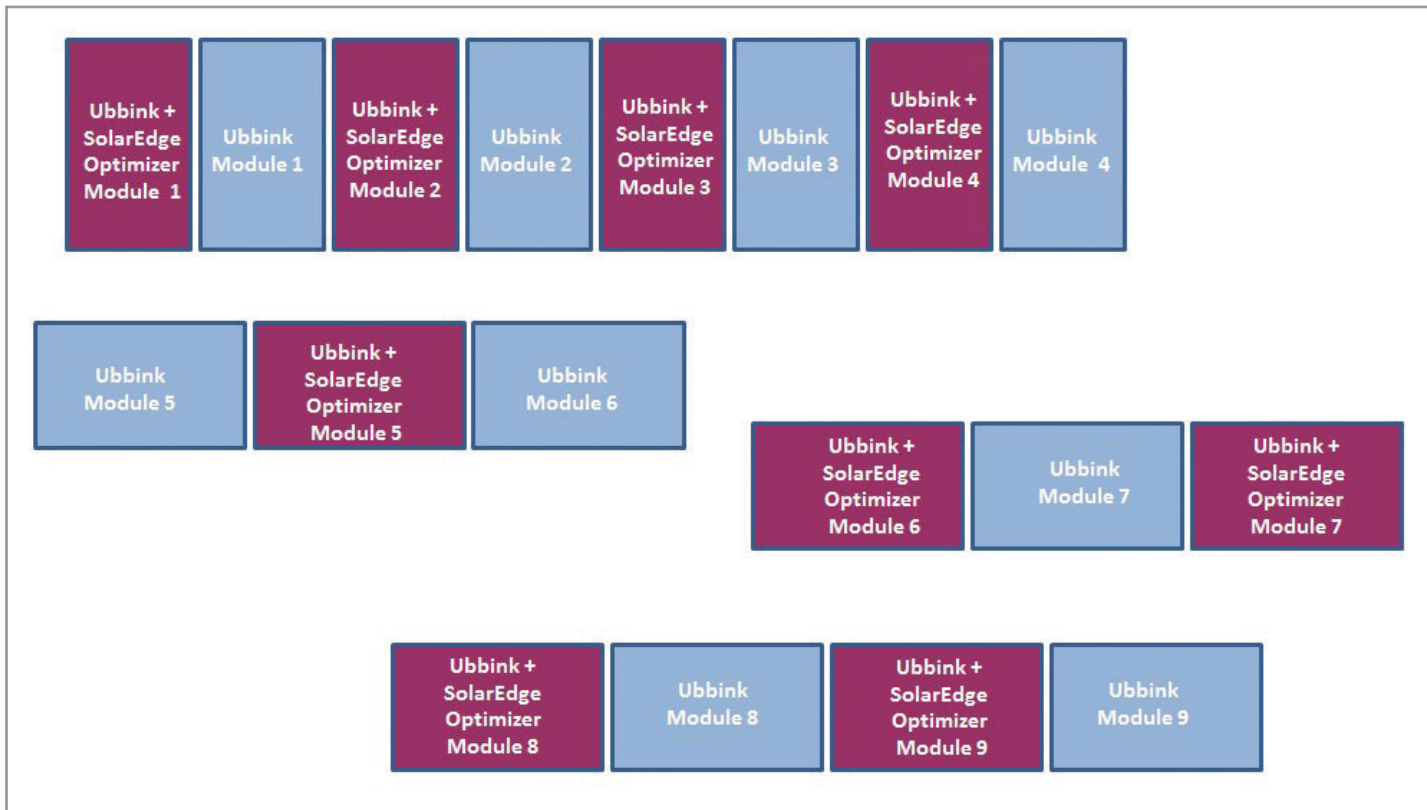 Ubbink +
SolarEdge
Optimizer
Module 1
Ubbink
Module 1
Ubbink +
SolarEdge
Optimizer
Module 2
Ubbink
Module 2
Ubbink +
SolarEdge
Optimizer
Module 3
Ubbink
Module 3
Ubbink +
SolarEdge
Optimizer
Module 4
Ubbink
Module 4
Ubbink
Module 5
Ubbink +
SolarEdge
Optimizer
Module 5
Ubbink
Module 6
Ubbink +
SolarEdge
Optimizer
Module 6
Ubbink
Module 7
Ubbink +
SolarEdge
Optimizer
Module 7
Ubbink +
SolarEdge
Optimizer
Module 8
Ubbink
Module 8
Ubbink +
SolarEdge
Optimizer
Module 9
Ubbink
Module 9